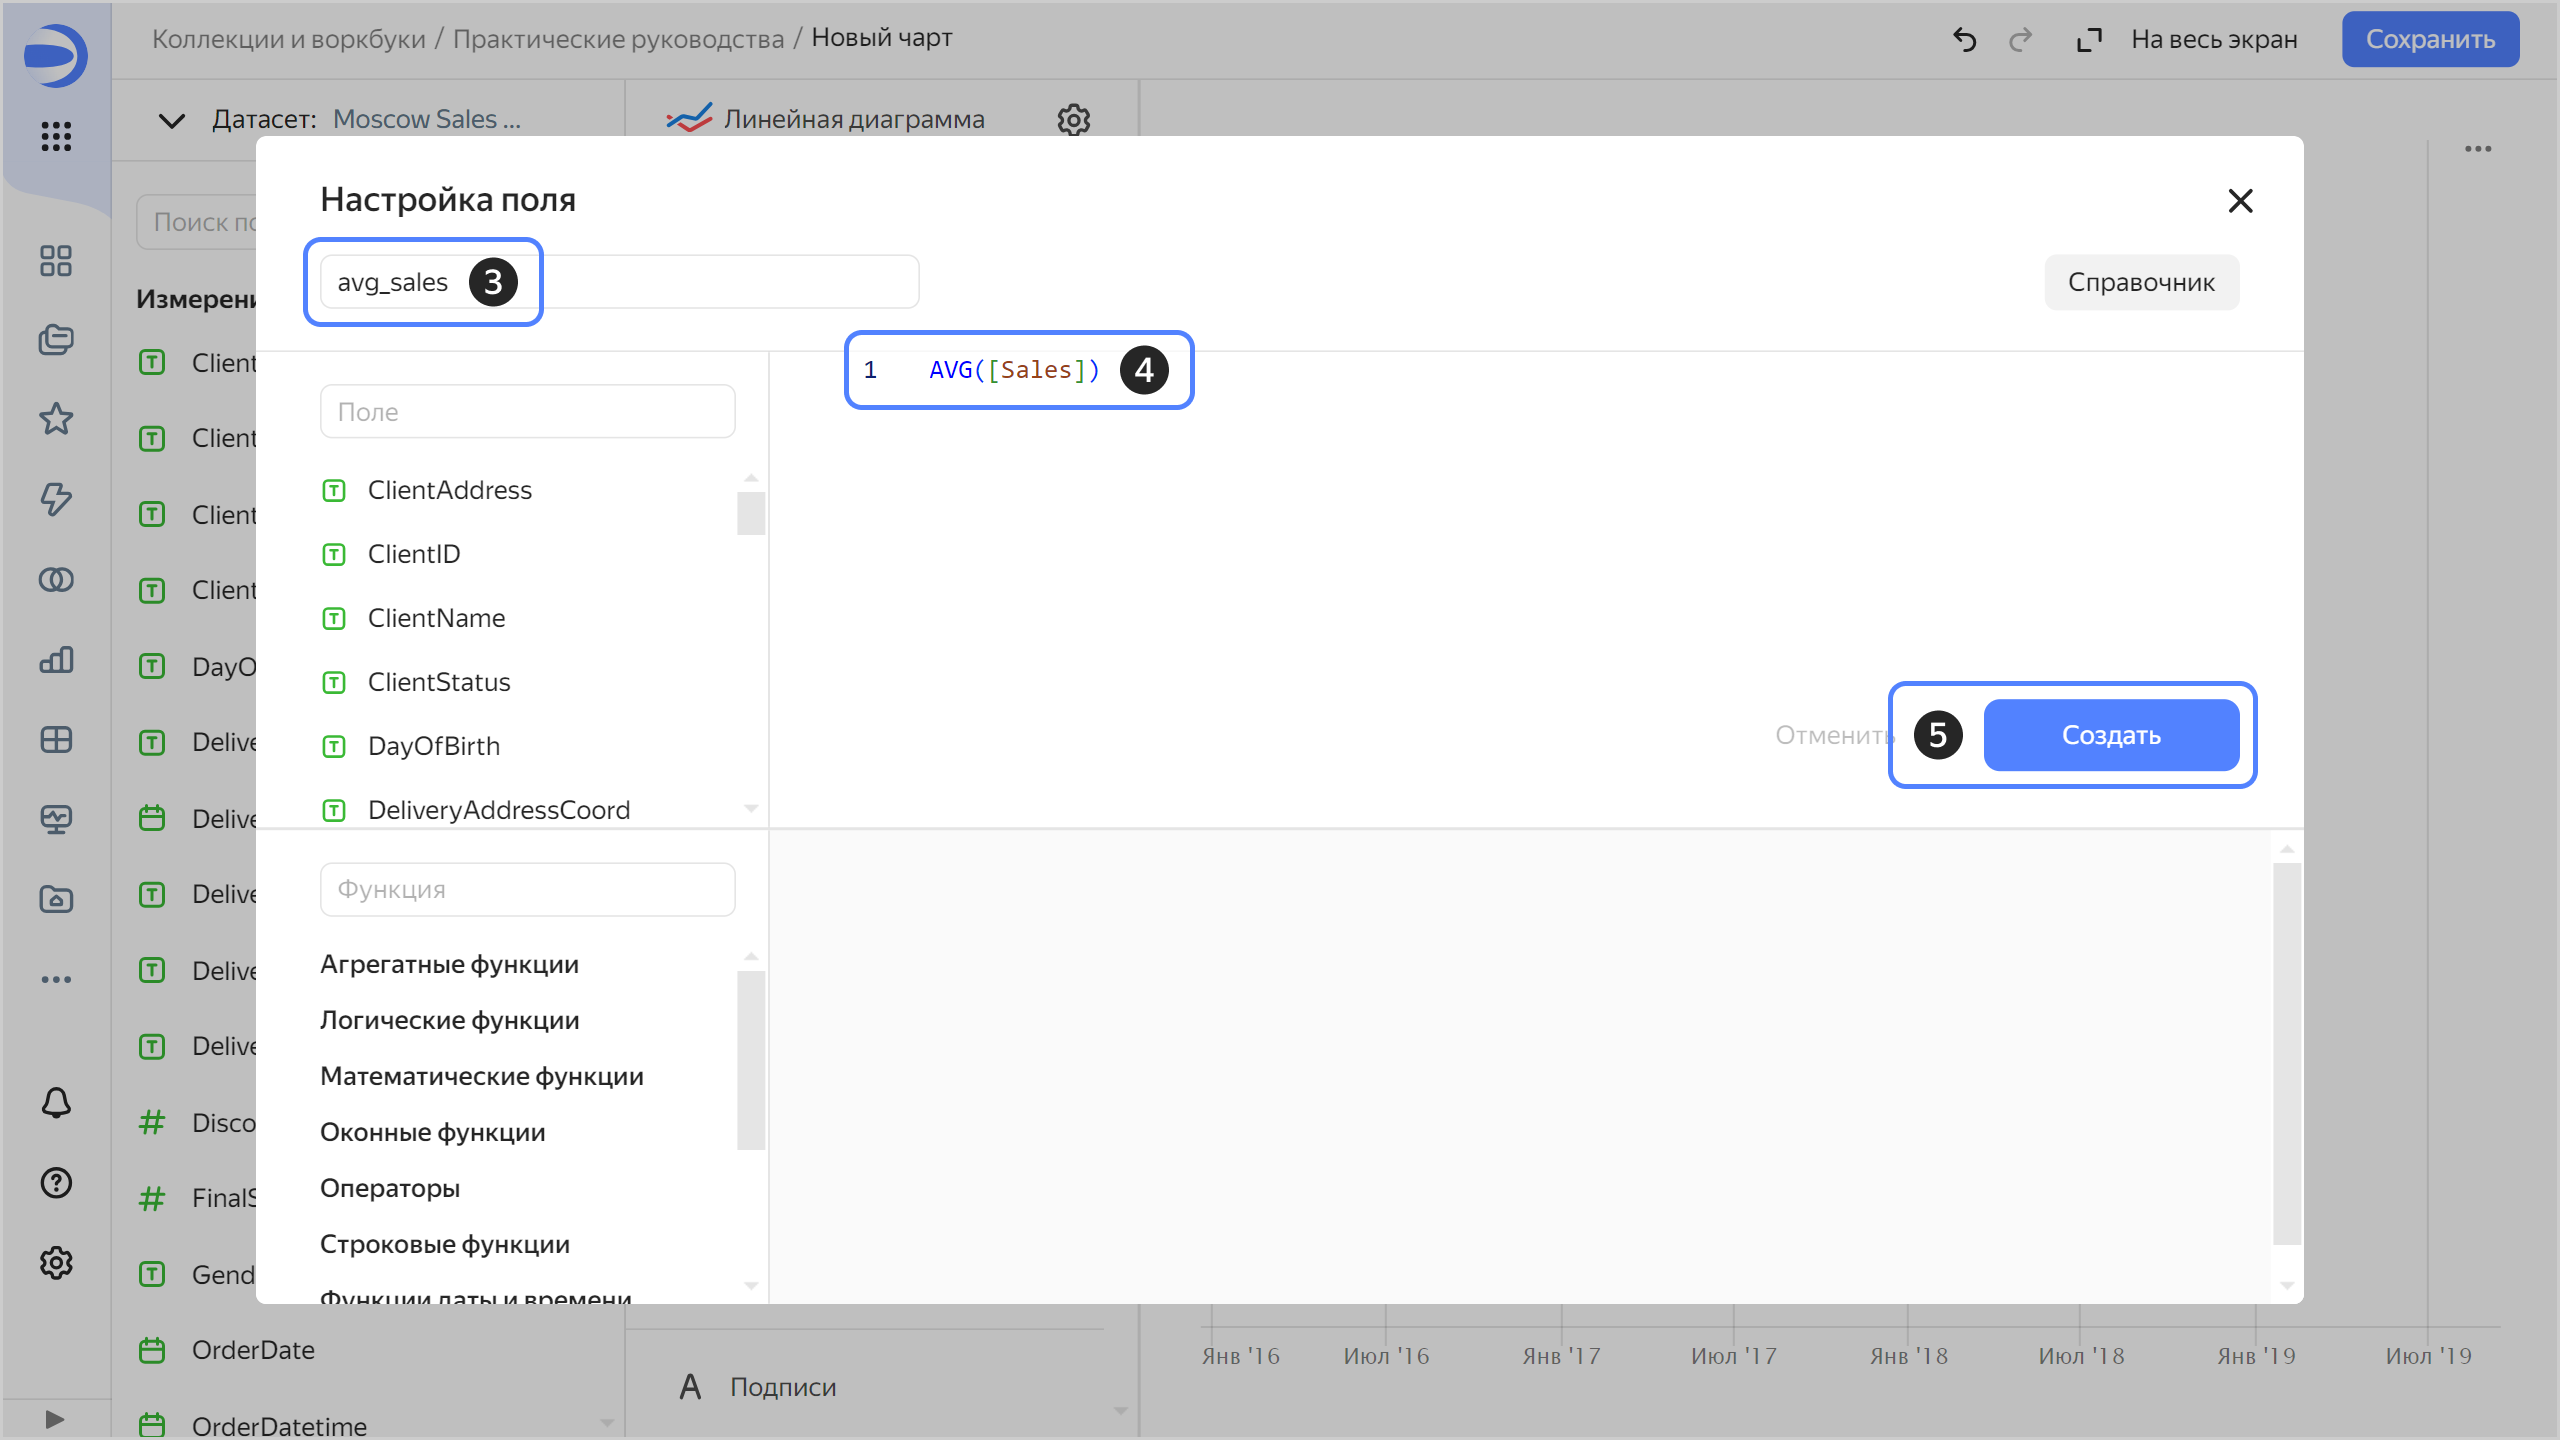 Коллекции и воркбуки / Практические руководства / Новый чарт
На весь экран
Сохранить
Датасет: Moscow Sales ...
Линейная диаграмма
Настройка поля
avg_sales 3
Справочник
1 AVG([Sales]) 4
Поле
ClientAddress
ClientID
ClientName
ClientStatus
DayOfBirth
DeliveryAddressCoord
Отменить
5 Создать
Функция
Агрегатные функции
Логические функции
Математические функции
Оконные функции
Операторы
Строковые функции
Функции даты и времени
Поиск по
Измерени
Client
Client
Client
Client
DayO
Delive
Delive
Delive
Delive
Delive
Disco
FinalS
Gend
OrderDate
OrderDatetime
A Подписи
Янв '16 Июл '16 Янв '17 Июл '17 Янв '18 Июл '18 Янв '19 Июл '19